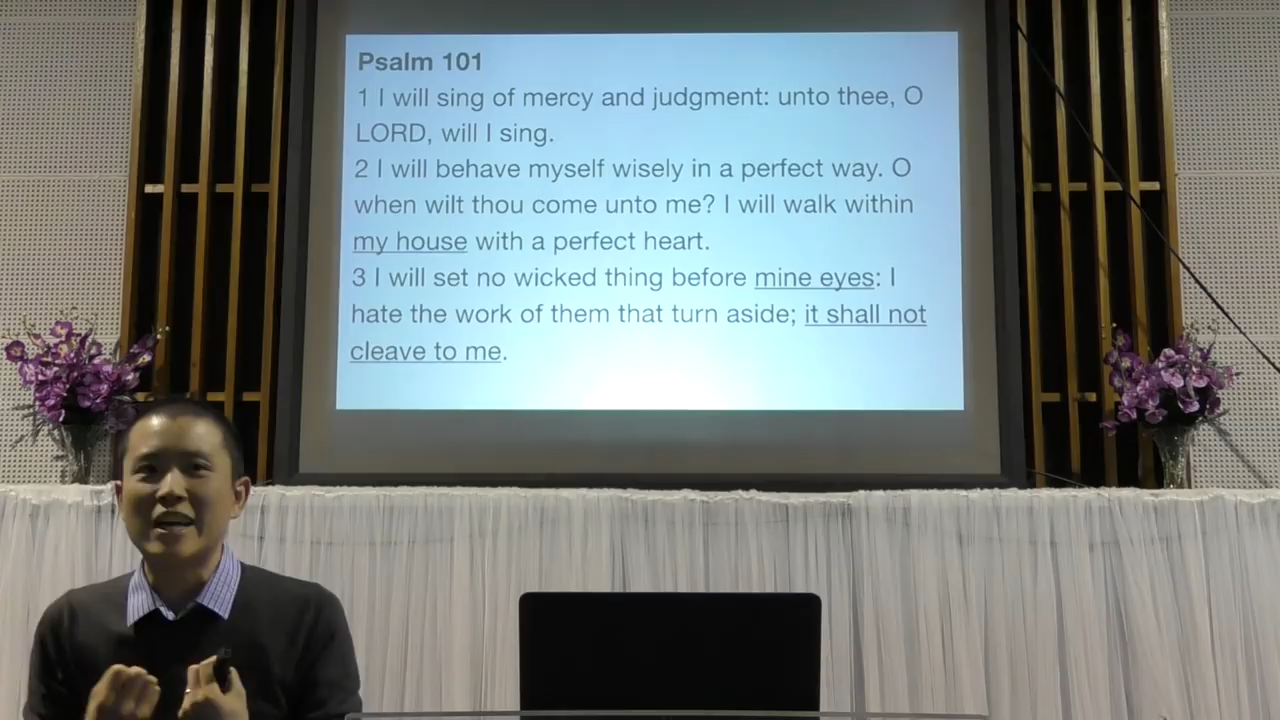 Psalm 101
1 I will sing of mercy and judgment: unto thee, O
LORD, will I sing.
2 I will behave myself wisely in a perfect way. O
when wilt thou come unto me? I will walk within
my house with a perfect heart.
3 I will set no wicked thing before mine eyes: I
hate the work of them that turn aside; it shall not
cleave to me.